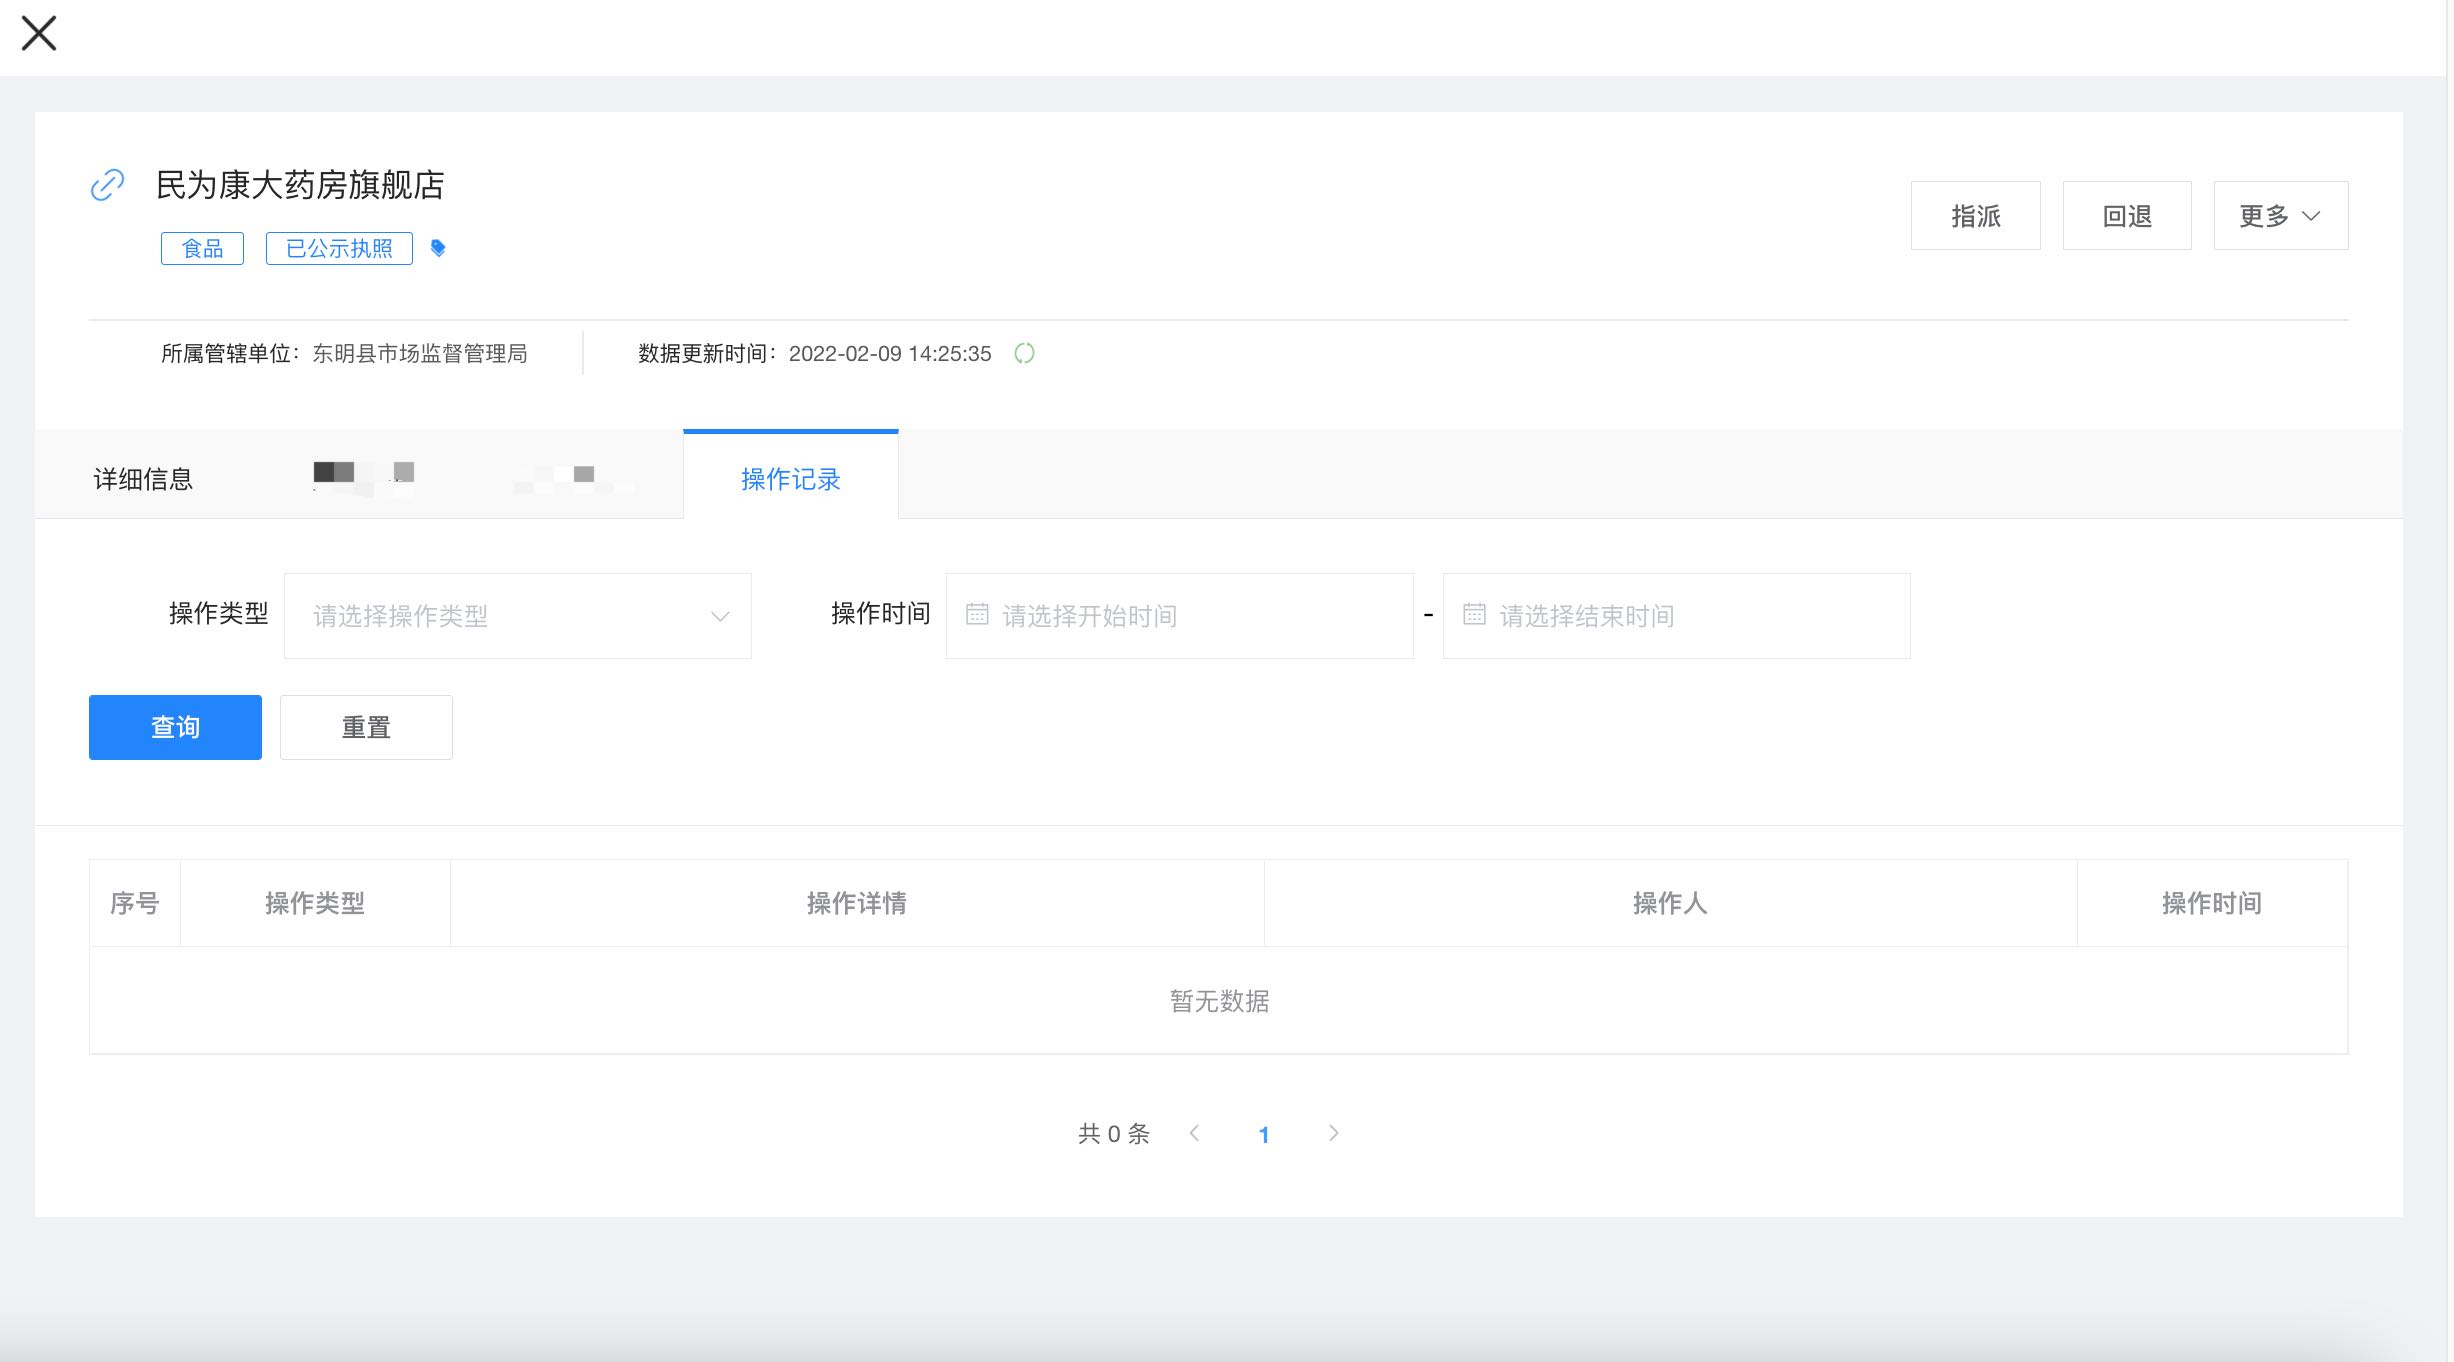 民为康大药房旗舰店
食品 已公示执照
指派 回退 更多
所属管辖单位：东明县市场监督管理局 数据更新时间：2022-02-09 14:25:35
详细信息 操作记录
操作类型 请选择操作类型 操作时间 请选择开始时间 - 请选择结束时间
查询 重置
序号 操作类型 操作详情 操作人 操作时间
暂无数据
共 0 条 1